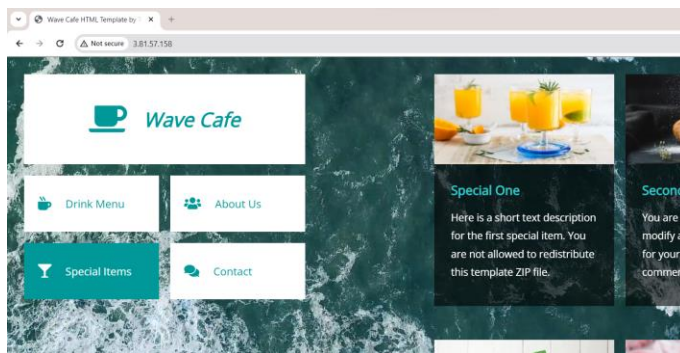 Wave Cafe HTML Template by
Not secure 3.81.57.158
Wave Cafe
Drink Menu
About Us
Special Items
Contact
Special One
Here is a short text description
for the first special item. You
are not allowed to redistribute
this template ZIP file.
Second
You are
modify a
for your
commer